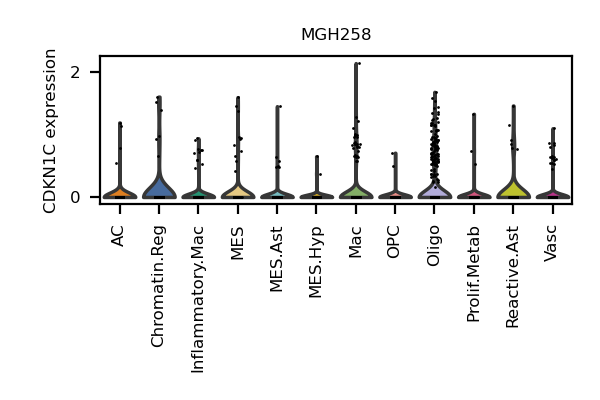 MGH258
CDKN1C expression
2
0
AC
Chromatin.Reg
Inflammatory.Mac
MES
MES.Ast
MES.Hyp
Mac
OPC
Oligo
Prolif.Metab
Reactive.Ast
Vasc